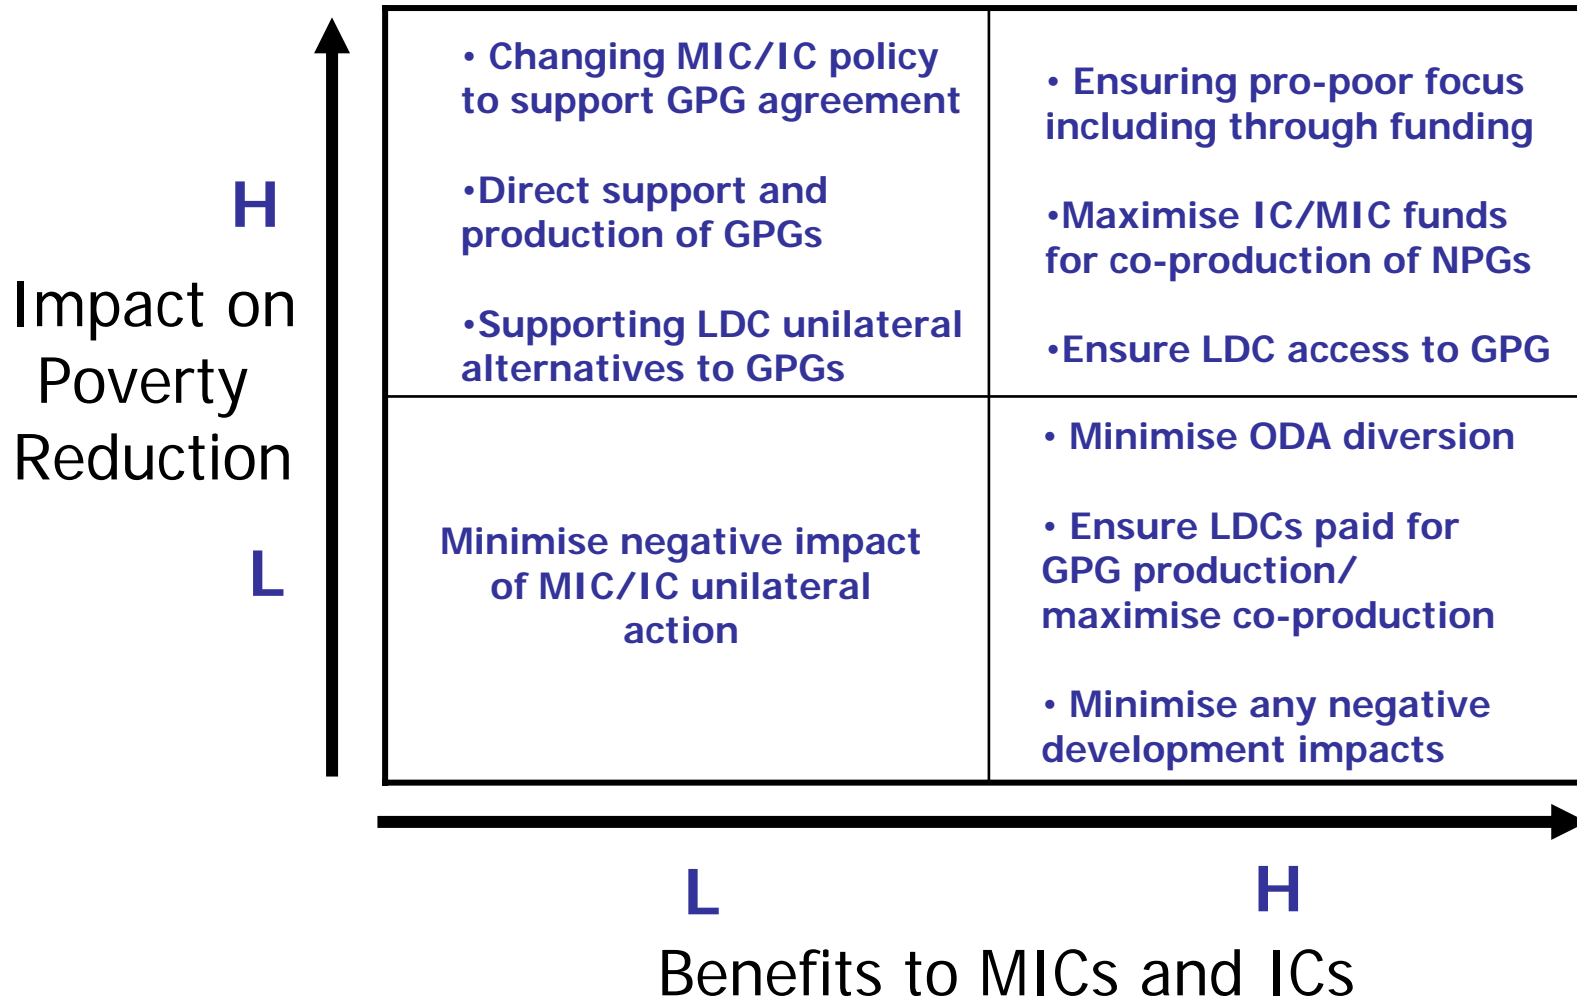 • Changing MIC/IC policy
to support GPG agreement
•Direct support and
production of GPGs
•Supporting LDC unilateral
alternatives to GPGs
• Ensuring pro-poor focus
including through funding
•Maximise IC/MIC funds
for co-production of NPGs
•Ensure LDC access to GPG
H
Impact on
Poverty
Reduction
L
Minimise negative impact
of MIC/IC unilateral
action
• Minimise ODA diversion
• Ensure LDCs paid for
GPG production/
maximise co-production
• Minimise any negative
development impacts
L
H
Benefits to MICs and ICs